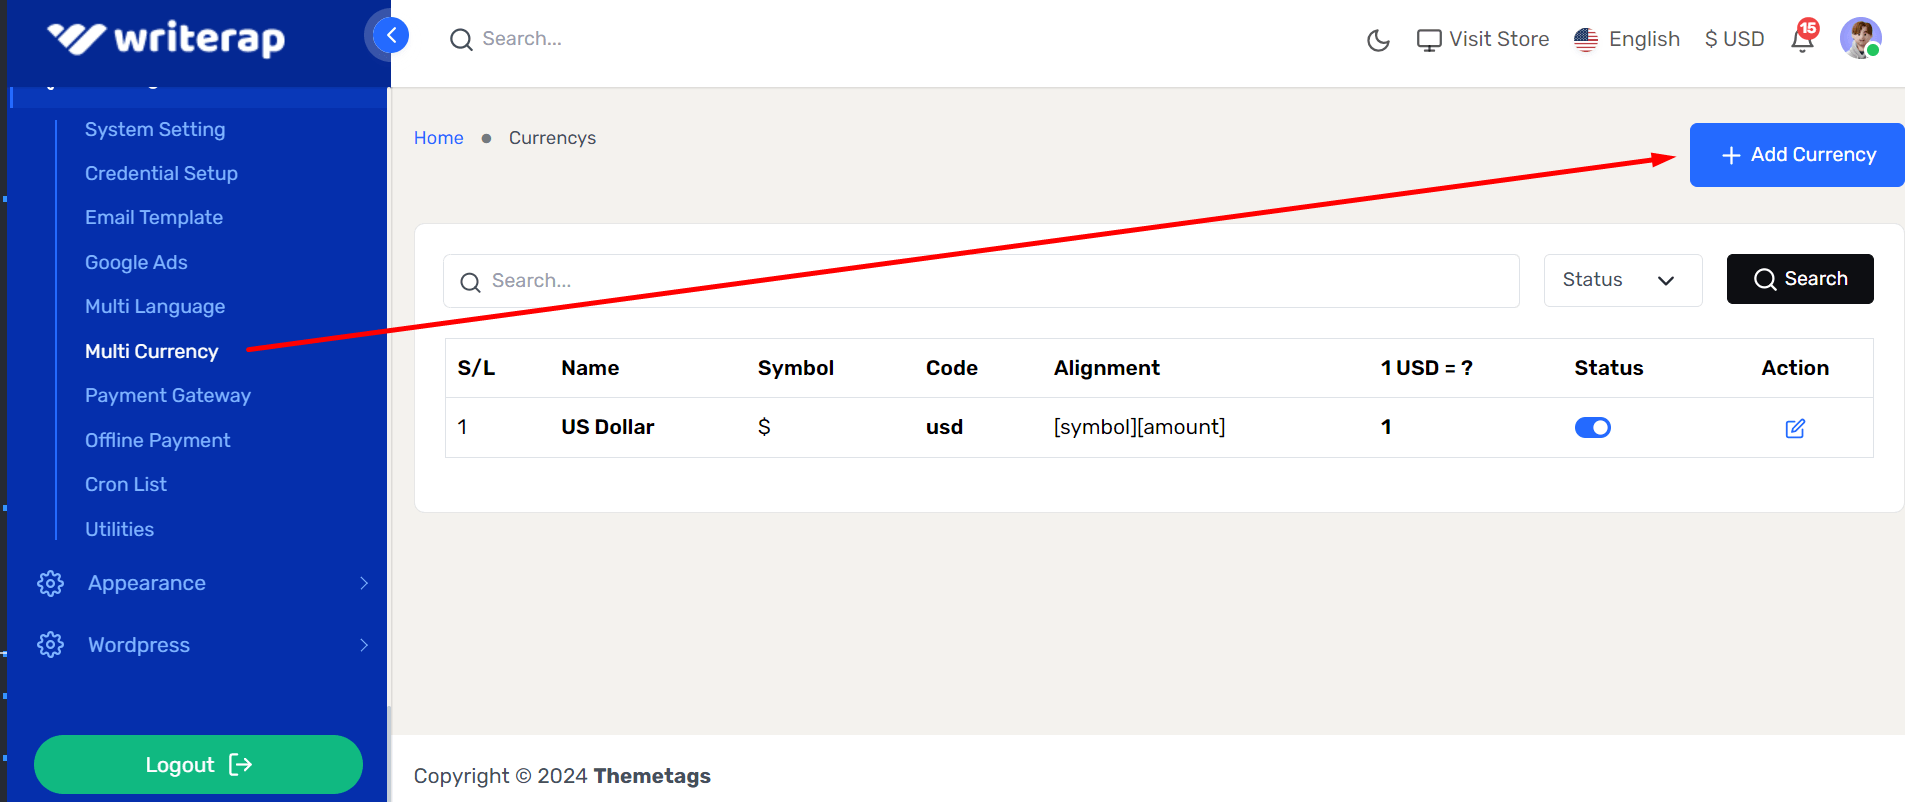 writerap
Search...
Visit Store
English
$ USD
15
System Setting
Credential Setup
Email Template
Google Ads
Multi Language
Multi Currency
Payment Gateway
Offline Payment
Cron List
Utilities
Appearance
Wordpress
Logout
Home • Currencys
+ Add Currency
Search...
Status
Search
S/L Name Symbol Code Alignment 1 USD = ? Status Action
1 US Dollar $ usd [symbol][amount] 1
Copyright © 2024 Themetags